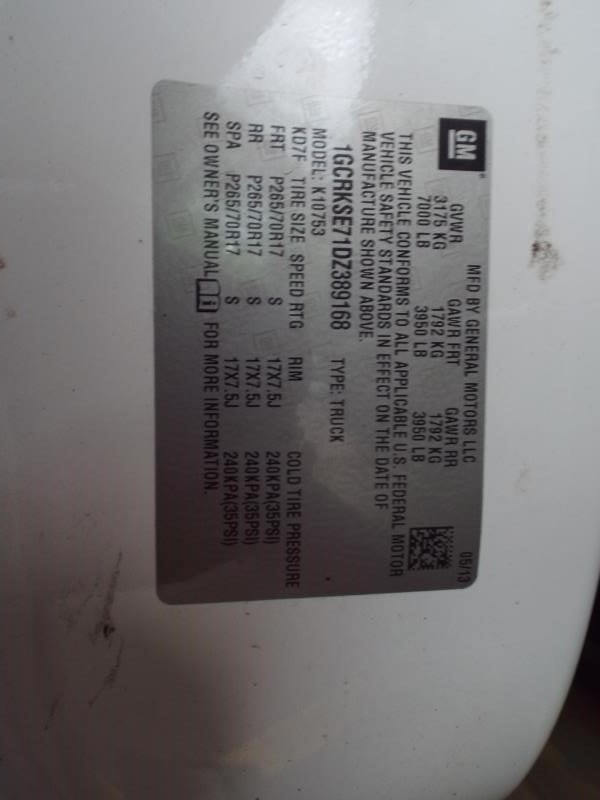 GM
MFD BY GENERAL MOTORS LLC 05/13
GVWR GAWR FRT GAWR RR
3175 KG 1792 KG 1792 KG
7000 LB 3950 LB 3950 LB
THIS VEHICLE CONFORMS TO ALL APPLICABLE U.S. FEDERAL MOTOR
VEHICLE SAFETY STANDARDS IN EFFECT ON THE DATE OF
MANUFACTURE SHOWN ABOVE.
1GCRKSE71DZ389168 TYPE: TRUCK
MODEL: K10753
KD7F TIRE SIZE SPEED RTG RIM COLD TIRE PRESSURE
FRT P265/70R17 S 17X7.5J 240KPA(35PSI)
RR P265/70R17 S 17X7.5J 240KPA(35PSI)
SPA P265/70R17 S 17X7.5J 240KPA(35PSI)
SEE OWNER'S MANUAL FOR MORE INFORMATION.